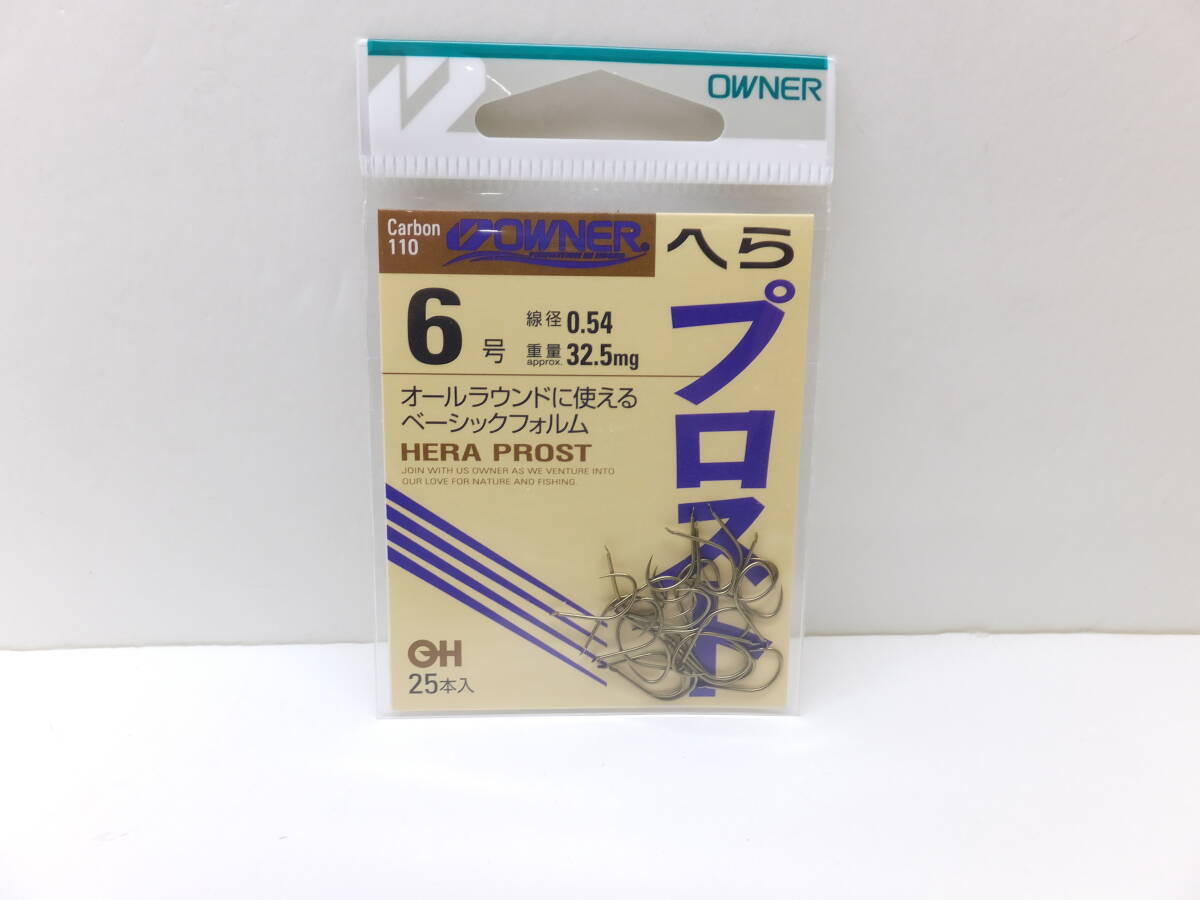 OWNER
Carbon
110
OWNER®
へら
プロスト
6号
線径 0.54
重量 approx. 32.5mg
オールラウンドに使える
ベーシックフォルム
HERA PROST
JOIN WITH US OWNER AS WE VENTURE INTO
OUR LOVE FOR NATURE AND FISHING.
OH
25本入